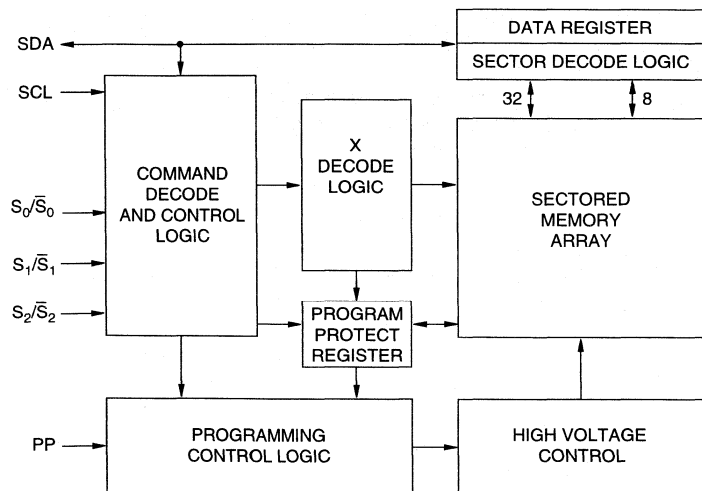 SDA
DATA REGISTER
SECTOR DECODE LOGIC
SCL
32
8
COMMAND
DECODE
AND CONTROL
LOGIC
X
DECODE
LOGIC
SECTORED
MEMORY
ARRAY
S₀/S̅₀
S₁/S̅₁
S₂/S̅₂
PROGRAM
PROTECT
REGISTER
PP
PROGRAMMING
CONTROL LOGIC
HIGH VOLTAGE
CONTROL